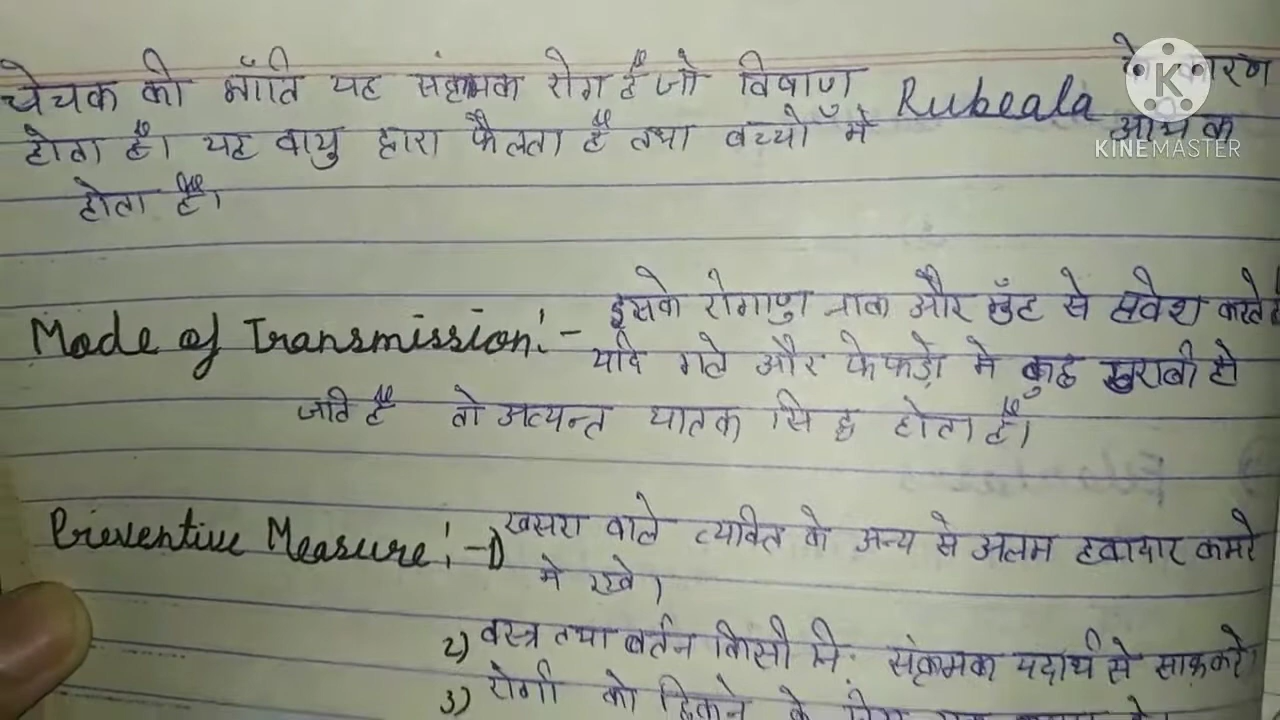 चेचक की भाँति यह संक्रामक रोग है जो विषाणु Rubeala के कारण
होता है। यह वायु द्वारा फैलता है तथा बच्चों में
होता है।
KINEMASTER
इसके रोगाणु नाक और मुँह से प्रवेश करते है
Mode of Transmission:- यदि गले और फेफड़ो मे कुछ खराबी हो
जाती है तो अत्यन्त घातक सिद्ध होता है।
Preventive Measure:- 1) खसरा वाले व्यक्ति को अन्य से अलग हवादार कमरे
मे रखे।
2) वस्त्र तथा बर्तन किसी संक्रामक पदार्थ से साफ करे।
3) रोगी को के